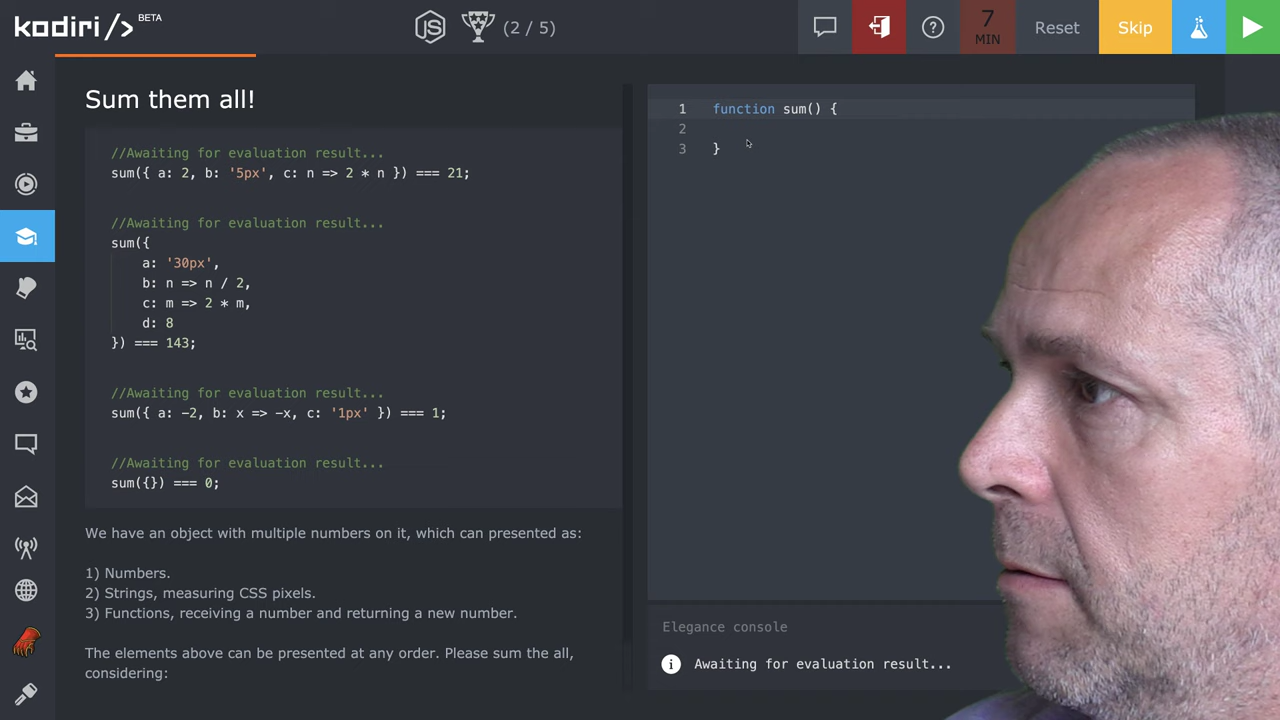 kodiri/> BETA
JS (2 / 5)
7
MIN
Reset
Skip
Sum them all!
//Awaiting for evaluation result...
sum({ a: 2, b: '5px', c: n => 2 * n }) === 21;
//Awaiting for evaluation result...
sum({
a: '30px',
b: n => n / 2,
c: m => 2 * m,
d: 8
}) === 143;
//Awaiting for evaluation result...
sum({ a: -2, b: x => -x, c: '1px' }) === 1;
//Awaiting for evaluation result...
sum({}) === 0;
We have an object with multiple numbers on it, which can presented as:
1) Numbers.
2) Strings, measuring CSS pixels.
3) Functions, receiving a number and returning a new number.
The elements above can be presented at any order. Please sum the all,
considering:
1 function sum() {
2
3 }
Elegance console
Awaiting for evaluation result...